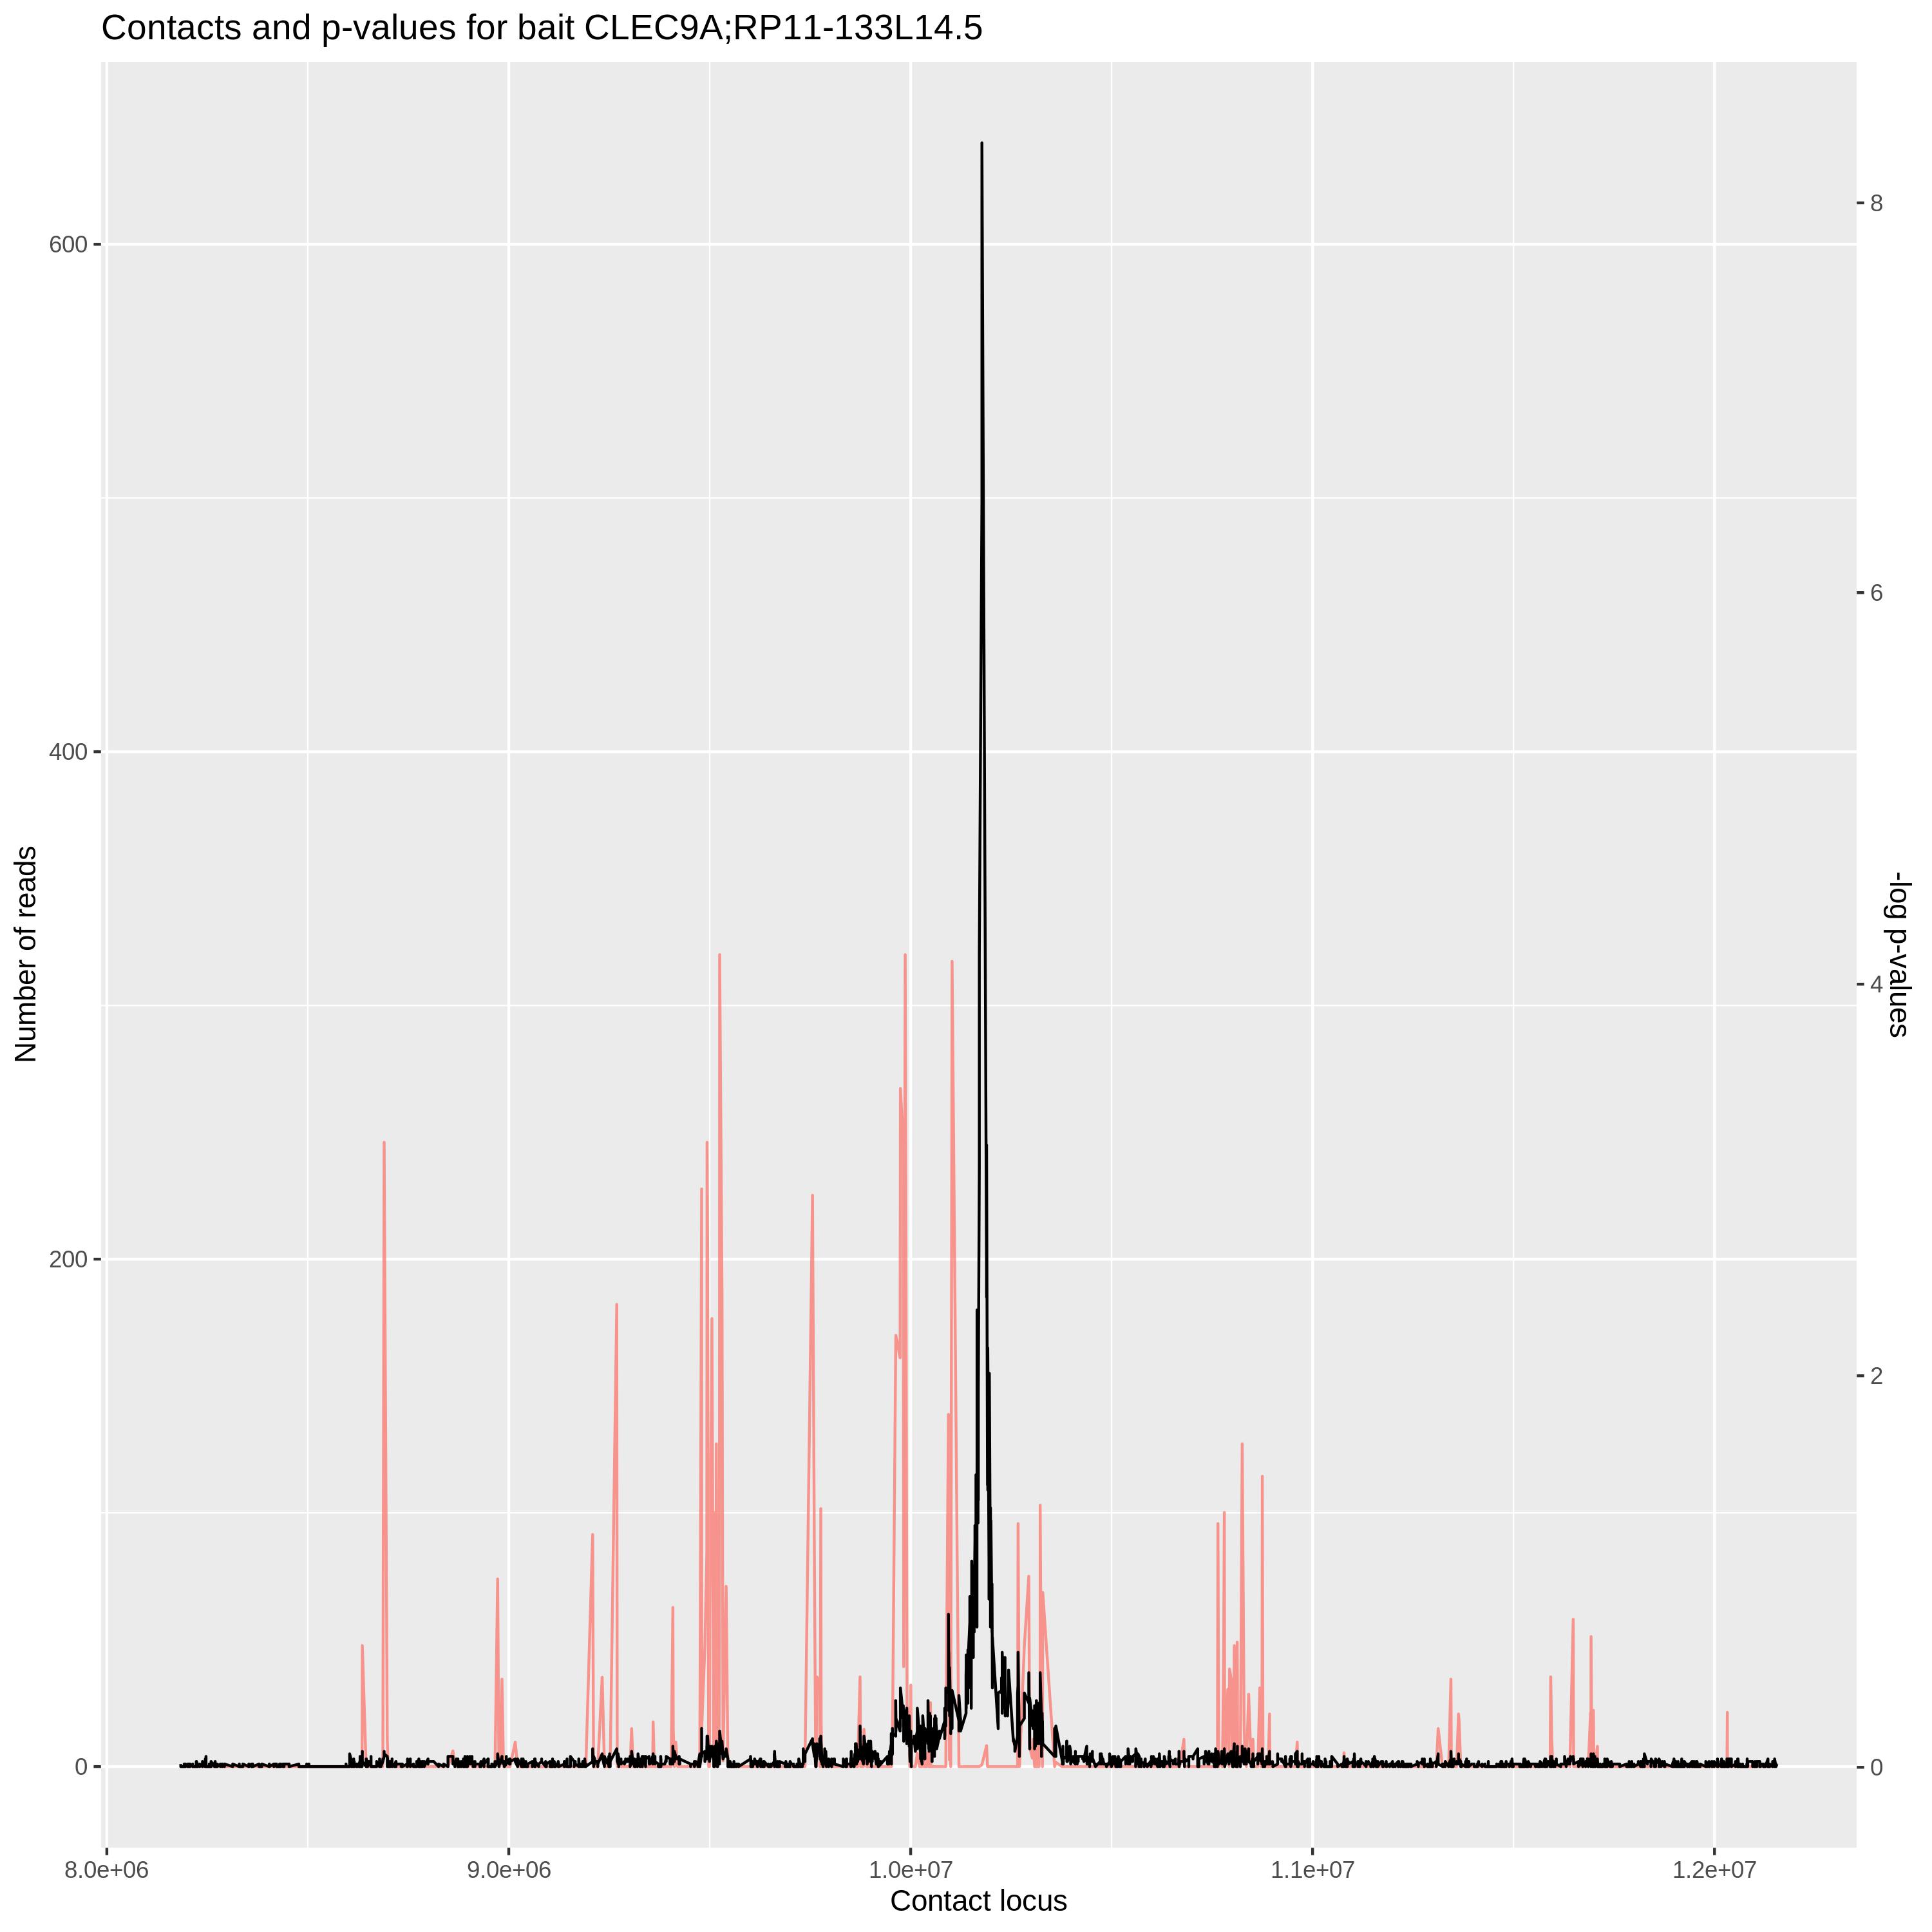 Contacts and p-values for bait CLEC9A;RP11-133L14.5
Number of reads
600
400
200
0
8
6
4
2
0
-log p-values
8.0e+06
9.0e+06
1.0e+07
1.1e+07
1.2e+07
Contact locus